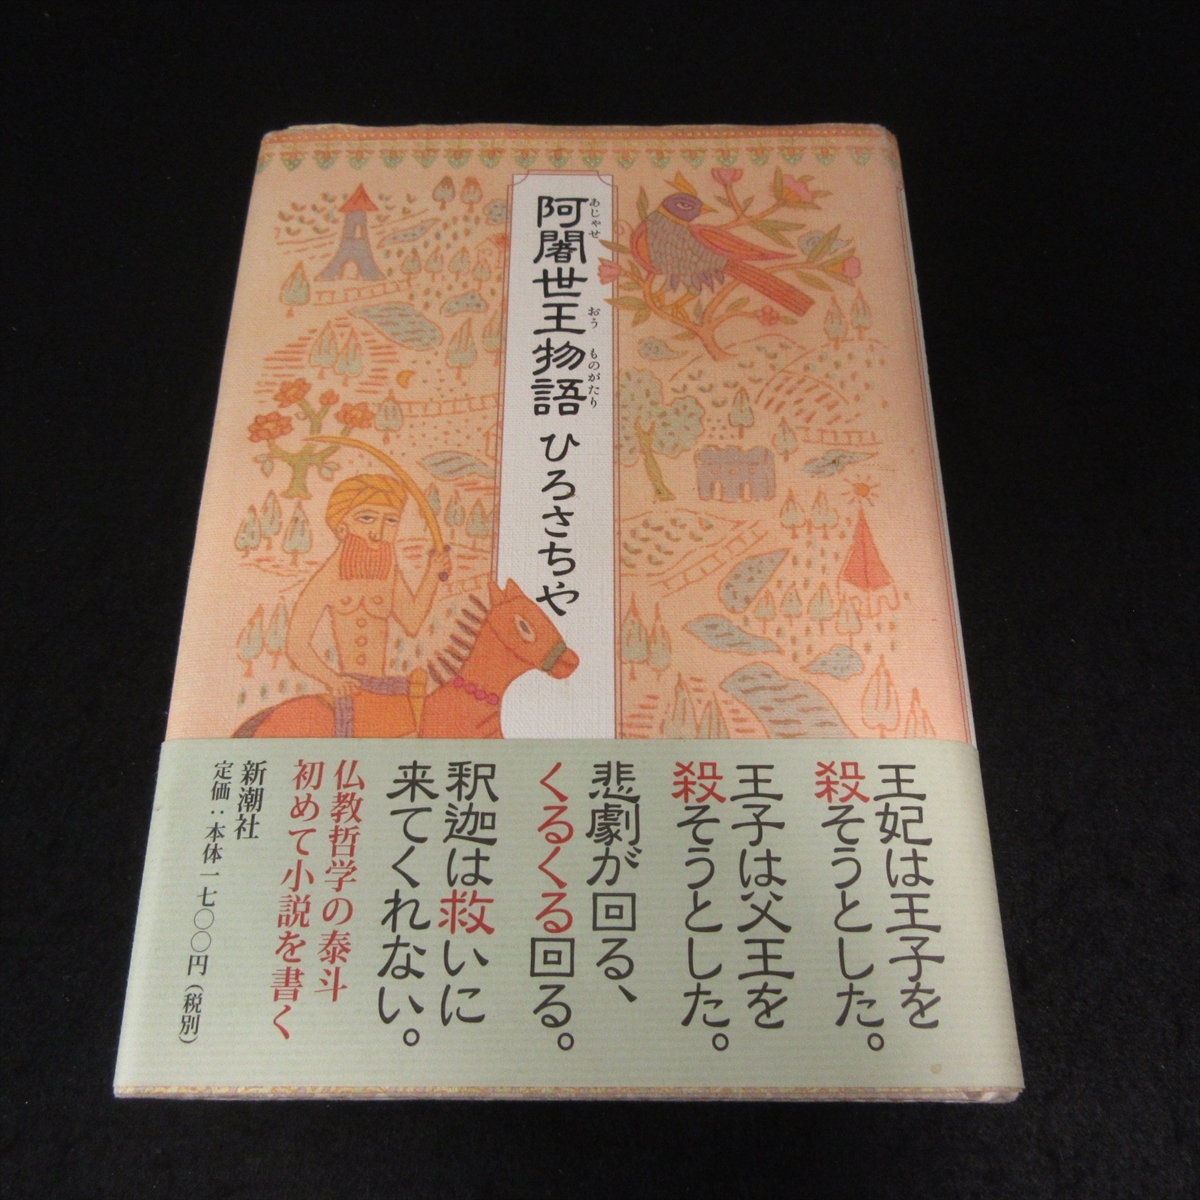 阿闍世王物語
あじゃせ
おう
ものがたり
ひろさちや
王妃は王子を
殺そうとした。
王子は父王を
殺そうとした。
悲劇が回る、
くるくる回る。
釈迦は救いに
来てくれない。
仏教哲学の泰斗
初めて小説を書く
新潮社
定価：本体一七〇〇円（税別）